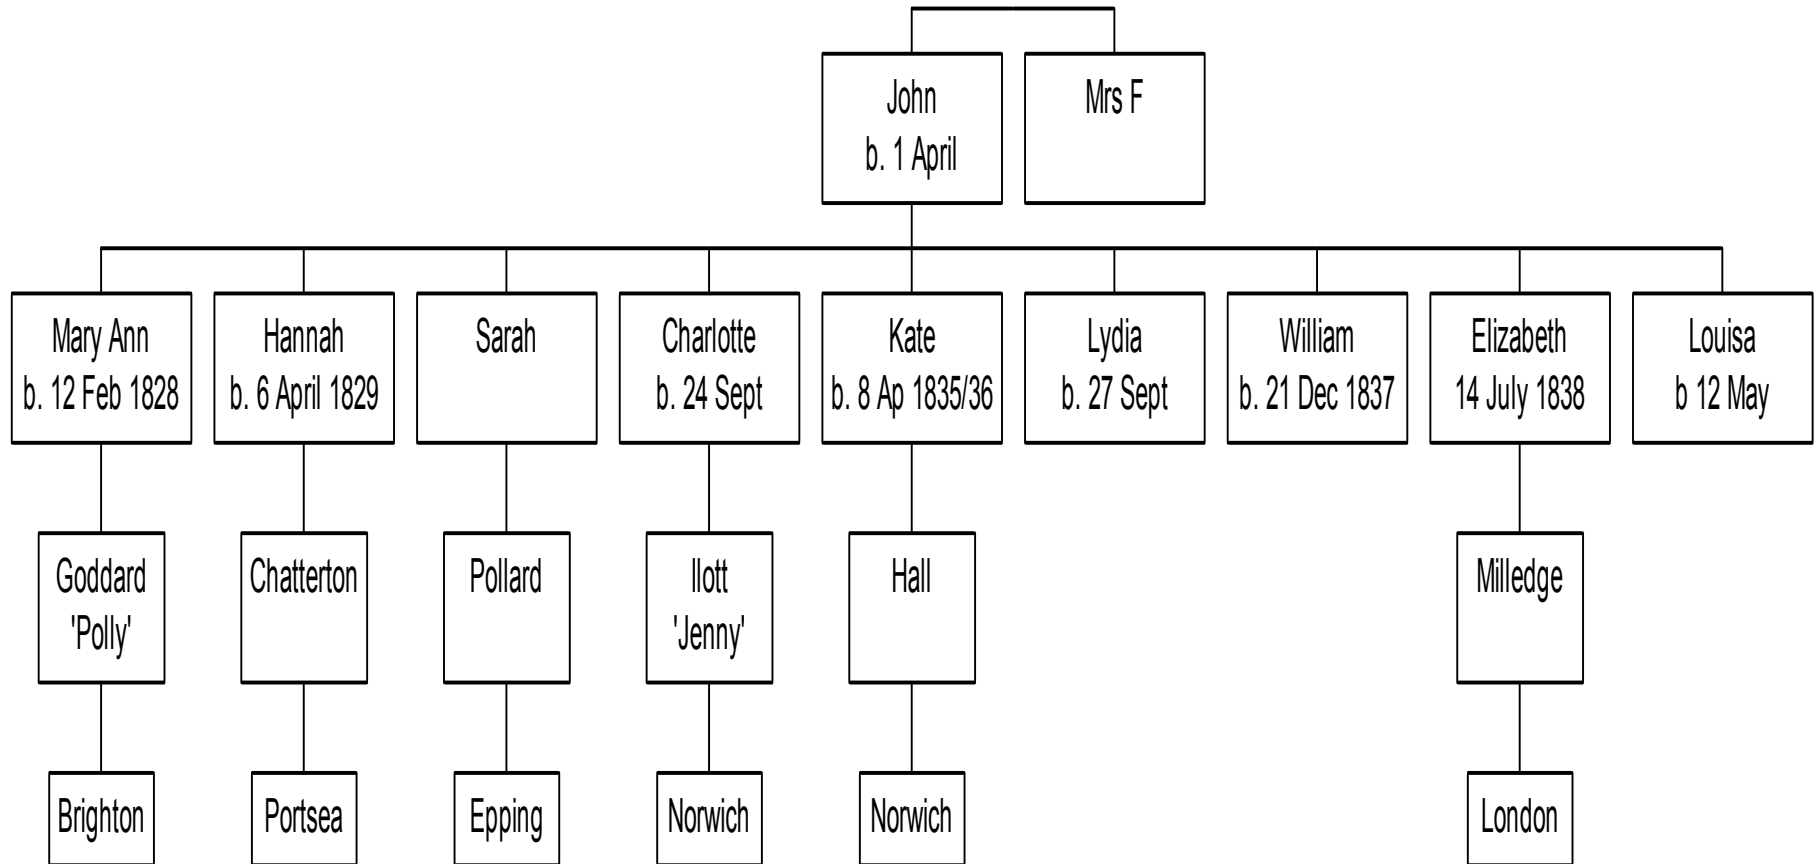 John
b. 1 April
Mrs F
Mary Ann
b. 12 Feb 1828
Hannah
b. 6 April 1829
Sarah
Charlotte
b. 24 Sept
Kate
b. 8 Ap 1835/36
Lydia
b. 27 Sept
William
b. 21 Dec 1837
Elizabeth
14 July 1838
Louisa
b 12 May
Goddard
'Polly'
Chatterton
Pollard
Ilott
'Jenny'
Hall
Milledge
Brighton
Portsea
Epping
Norwich
Norwich
London